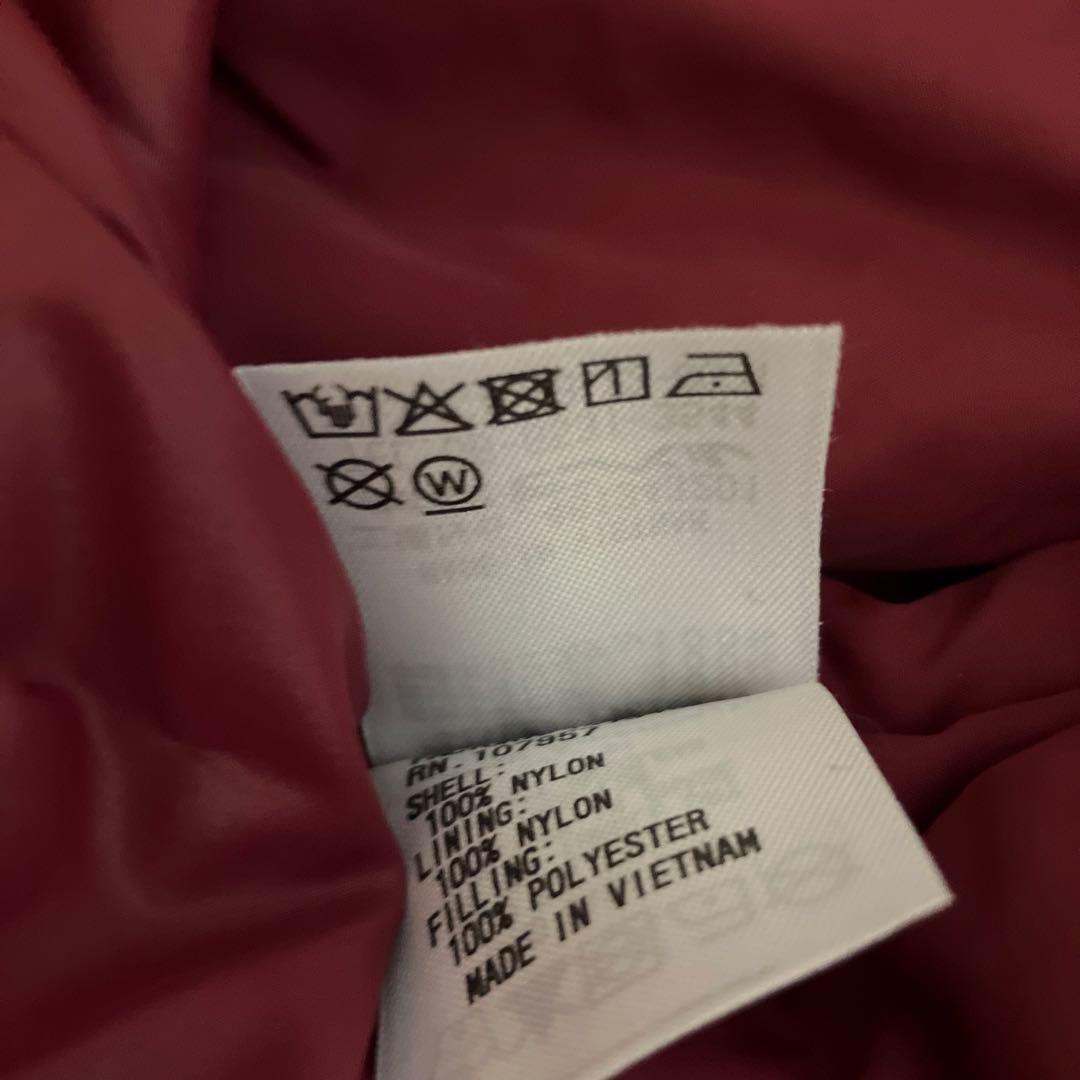 W
RN-107957
SHELL:
100% NYLON
LINING:
100% NYLON
FILLING:
100% POLYESTER
MADE IN VIETNAM